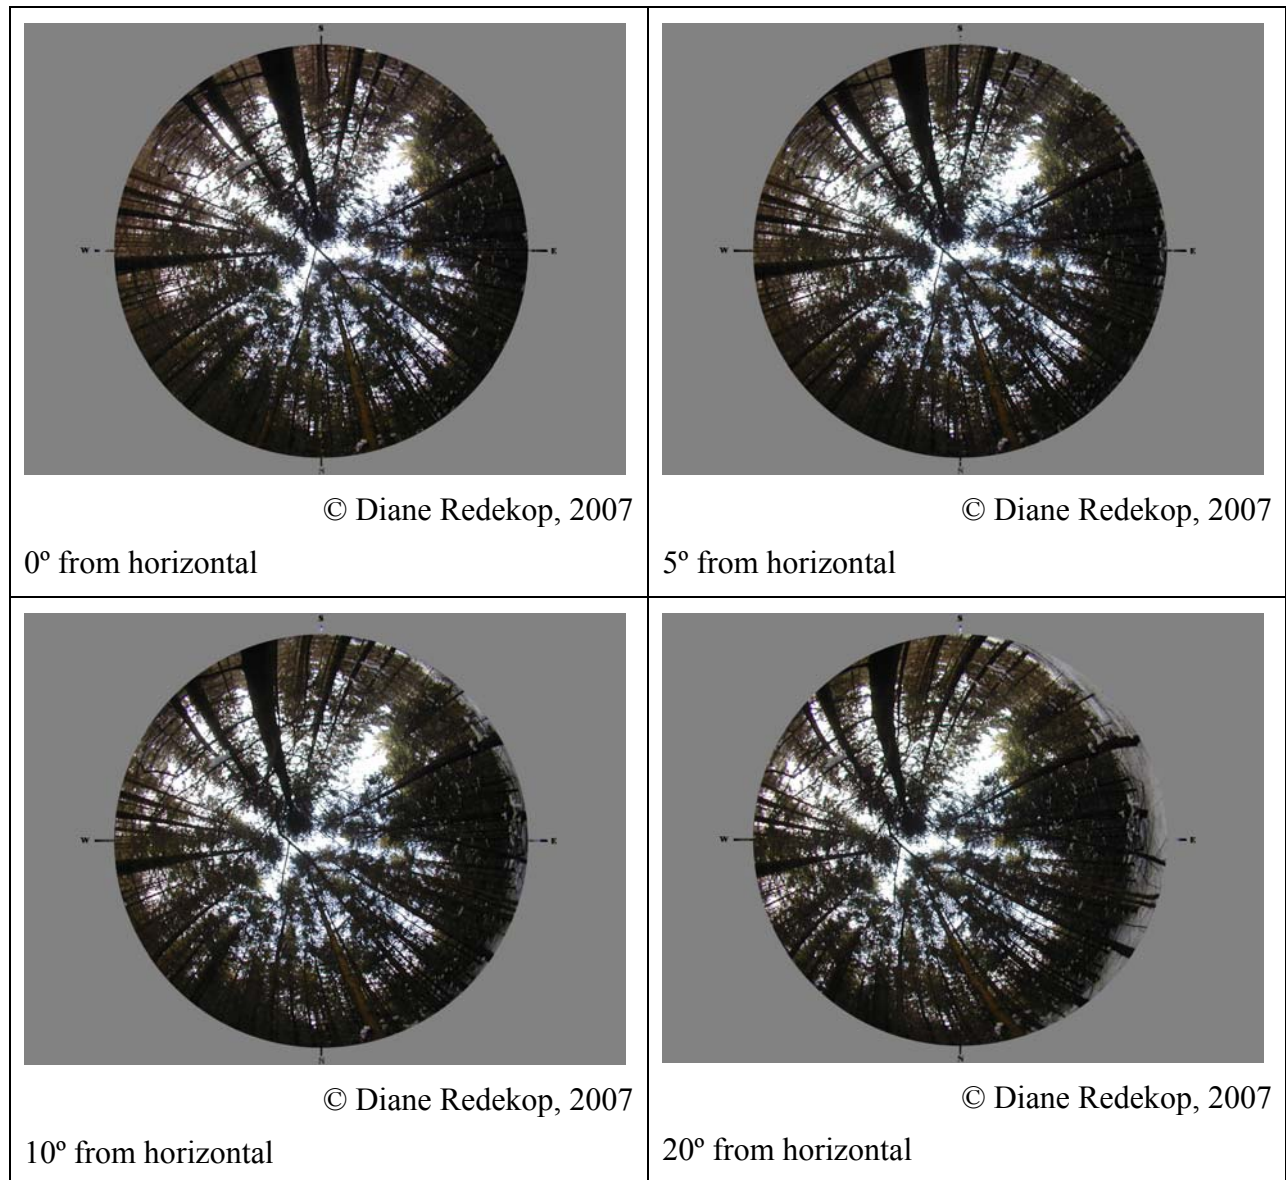 S
W
E
N
© Diane Redekop, 2007
0º from horizontal
S
W
E
N
© Diane Redekop, 2007
5º from horizontal
S
W
E
N
© Diane Redekop, 2007
10º from horizontal
S
W
E
N
© Diane Redekop, 2007
20º from horizontal